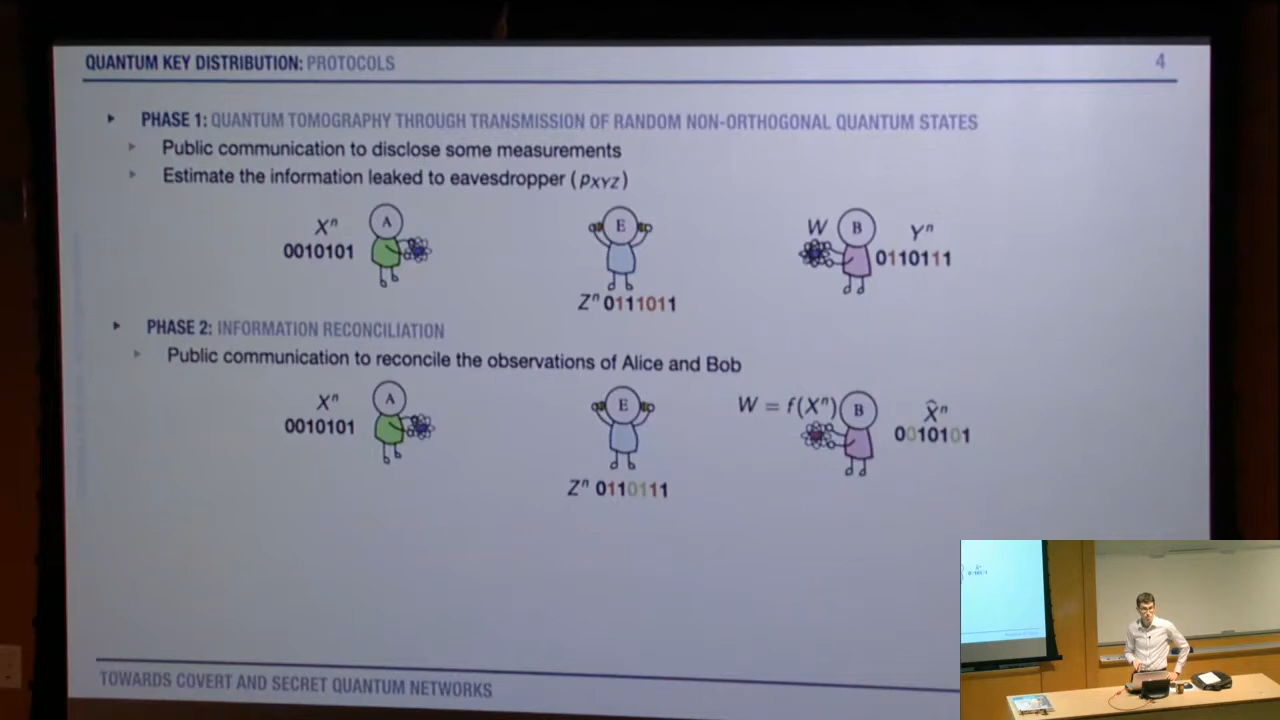 QUANTUM KEY DISTRIBUTION: PROTOCOLS 4
PHASE 1: QUANTUM TOMOGRAPHY THROUGH TRANSMISSION OF RANDOM NON-ORTHOGONAL QUANTUM STATES
Public communication to disclose some measurements
Estimate the information leaked to eavesdropper (pXYZ)
Xⁿ A E W B Yⁿ
0010101 0110111
Zⁿ 0111011
PHASE 2: INFORMATION RECONCILIATION
Public communication to reconcile the observations of Alice and Bob
Xⁿ A E W = f(Xⁿ) B X̂ⁿ
0010101 0010101
Zⁿ 0110111
TOWARDS COVERT AND SECRET QUANTUM NETWORKS